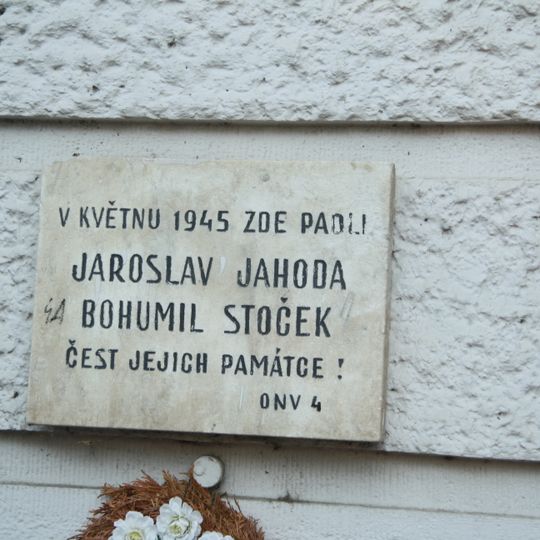 V KVĚTNU 1945 ZDE PADLI
JAROSLAV JAHODA
BOHUMIL STOČEK
ČEST JEJICH PAMÁTCE !
ONV 4